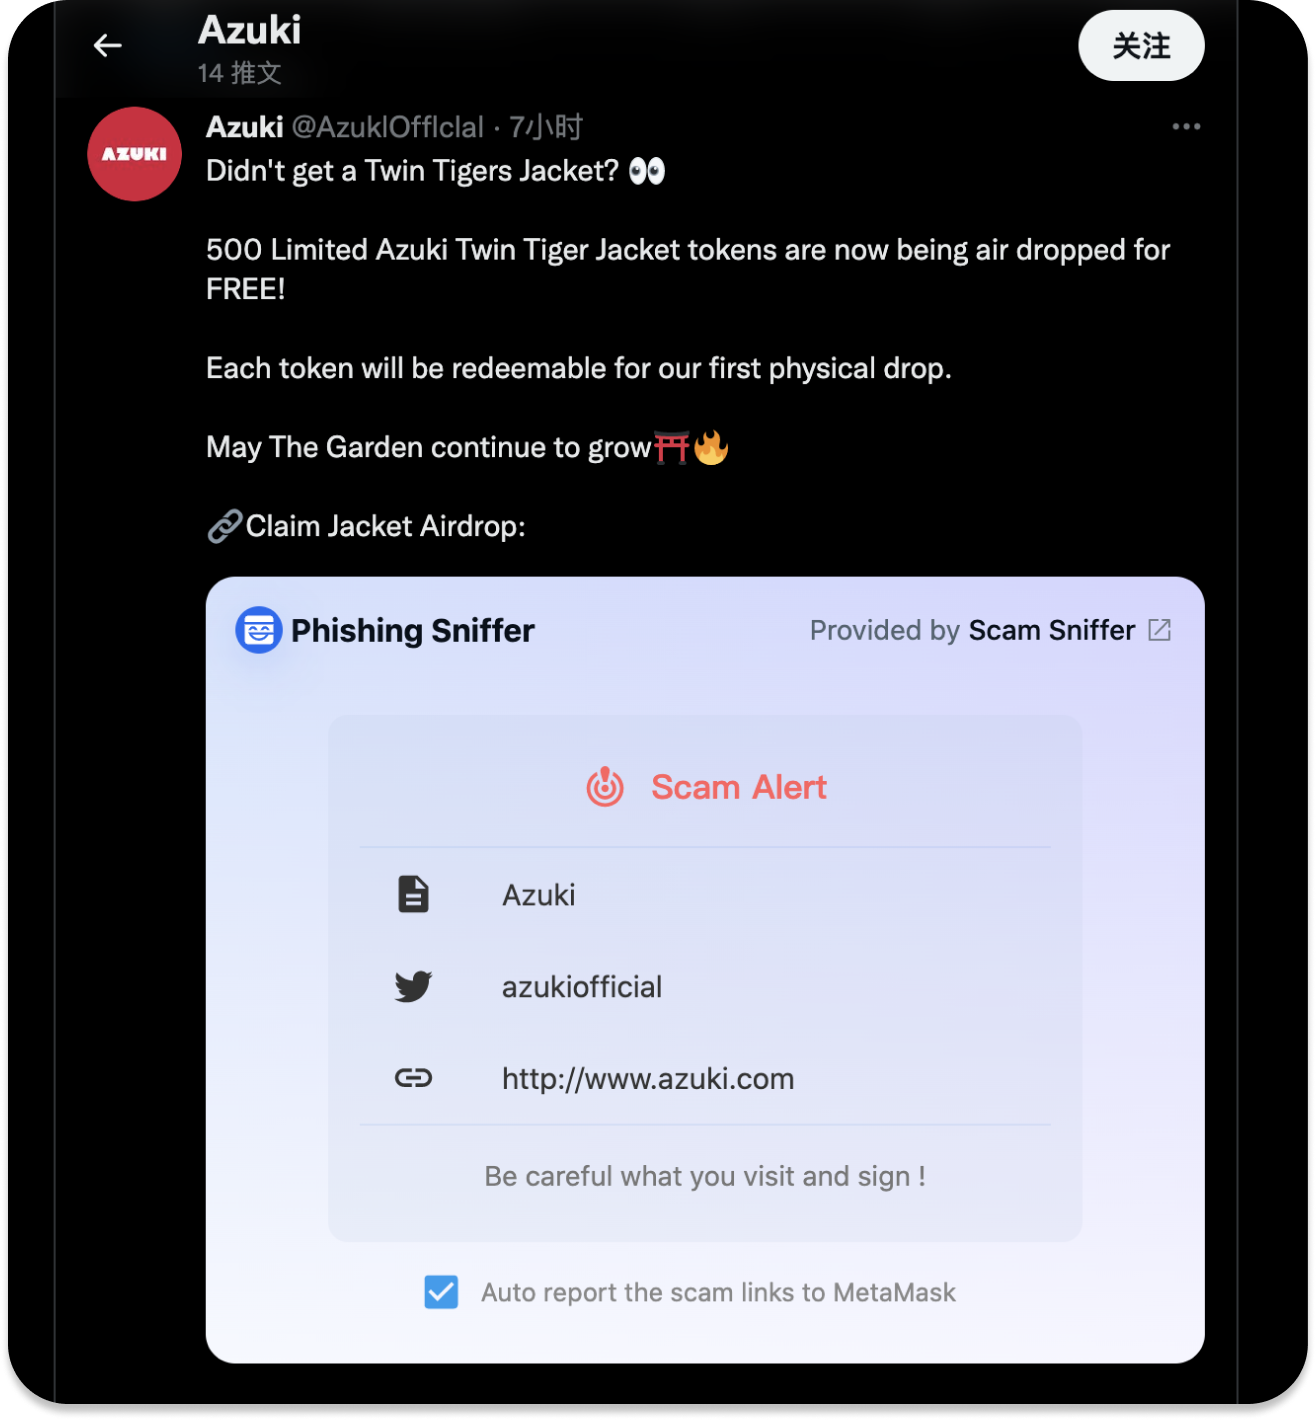 Azuki
14 推文
关注
AZUKI
Azuki @AzuklOfflclal · 7小时
Didn't get a Twin Tigers Jacket? 👀
500 Limited Azuki Twin Tiger Jacket tokens are now being air dropped for
FREE!
Each token will be redeemable for our first physical drop.
May The Garden continue to grow⛩️🔥
🔗Claim Jacket Airdrop:
Phishing Sniffer
Provided by Scam Sniffer
Scam Alert
Azuki
azukiofficial
http://www.azuki.com
Be careful what you visit and sign !
Auto report the scam links to MetaMask